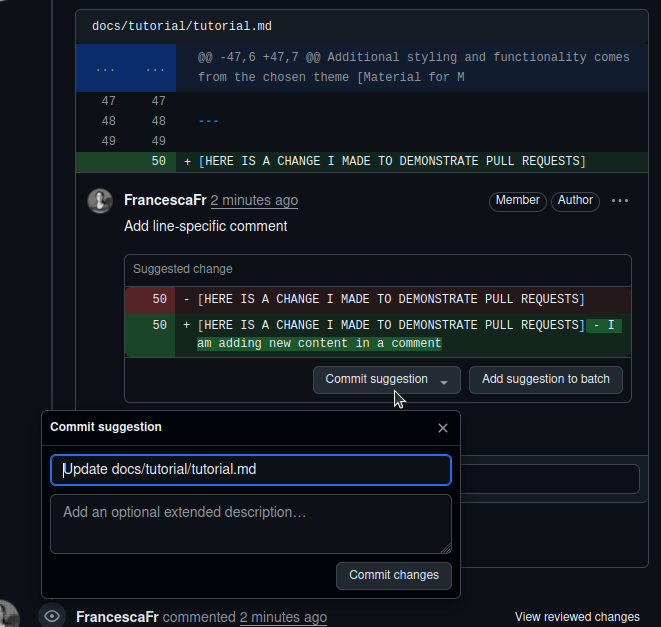 docs/tutorial/tutorial.md
... ... @@ -47,6 +47,7 @@ Additional styling and functionality comes
from the chosen theme [Material for M
47 47
48 48 ---
49 49
50 + [HERE IS A CHANGE I MADE TO DEMONSTRATE PULL REQUESTS]
FrancescaFr 2 minutes ago Member Author ...
Add line-specific comment
Suggested change
50 - [HERE IS A CHANGE I MADE TO DEMONSTRATE PULL REQUESTS]
50 + [HERE IS A CHANGE I MADE TO DEMONSTRATE PULL REQUESTS] - I
am adding new content in a comment
Commit suggestion Add suggestion to batch
Commit suggestion
Update docs/tutorial/tutorial.md
Add an optional extended description…
Commit changes
FrancescaFr commented 2 minutes ago View reviewed changes